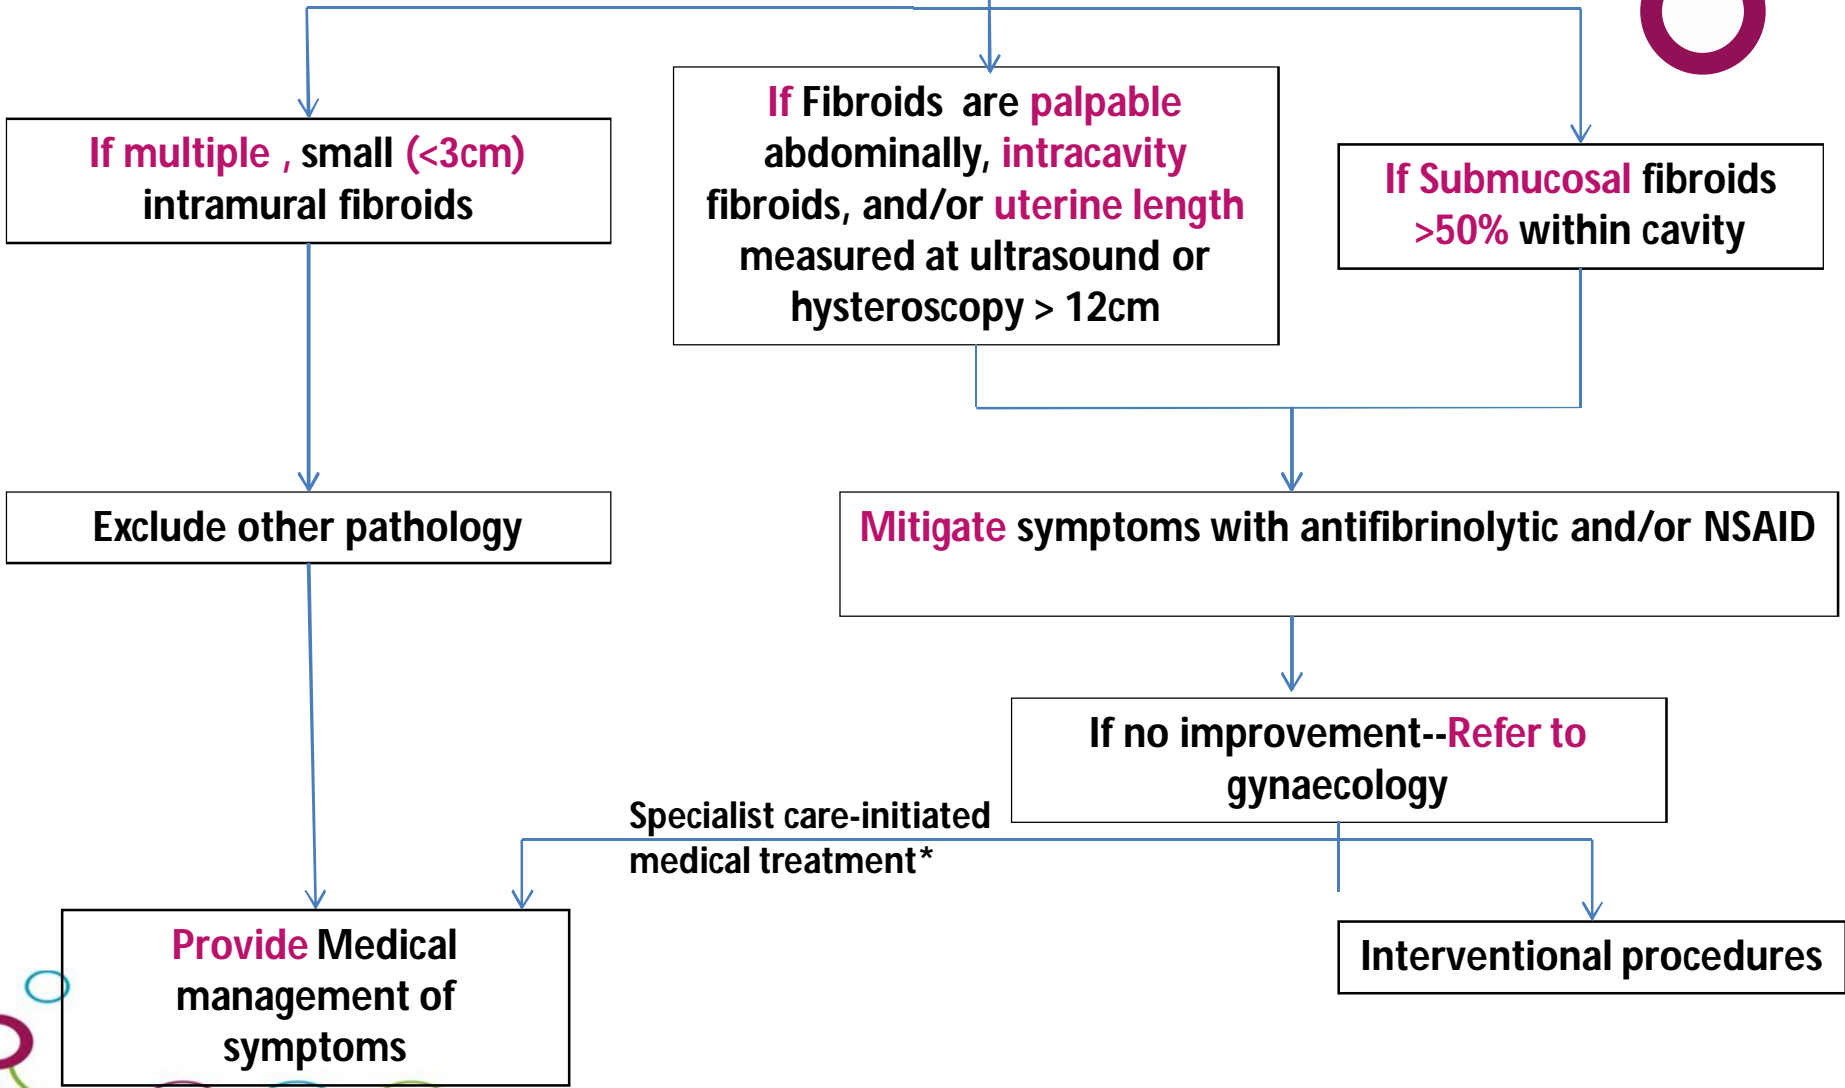 If multiple , small (<3cm)
intramural fibroids
If Fibroids are palpable
abdominally, intracavity
fibroids, and/or uterine length
measured at ultrasound or
hysteroscopy > 12cm
If Submucosal fibroids
>50% within cavity
Exclude other pathology
Mitigate symptoms with antifibrinolytic and/or NSAID
If no improvement--Refer to
gynaecology
Specialist care-initiated
medical treatment*
Provide Medical
management of
symptoms
Interventional procedures